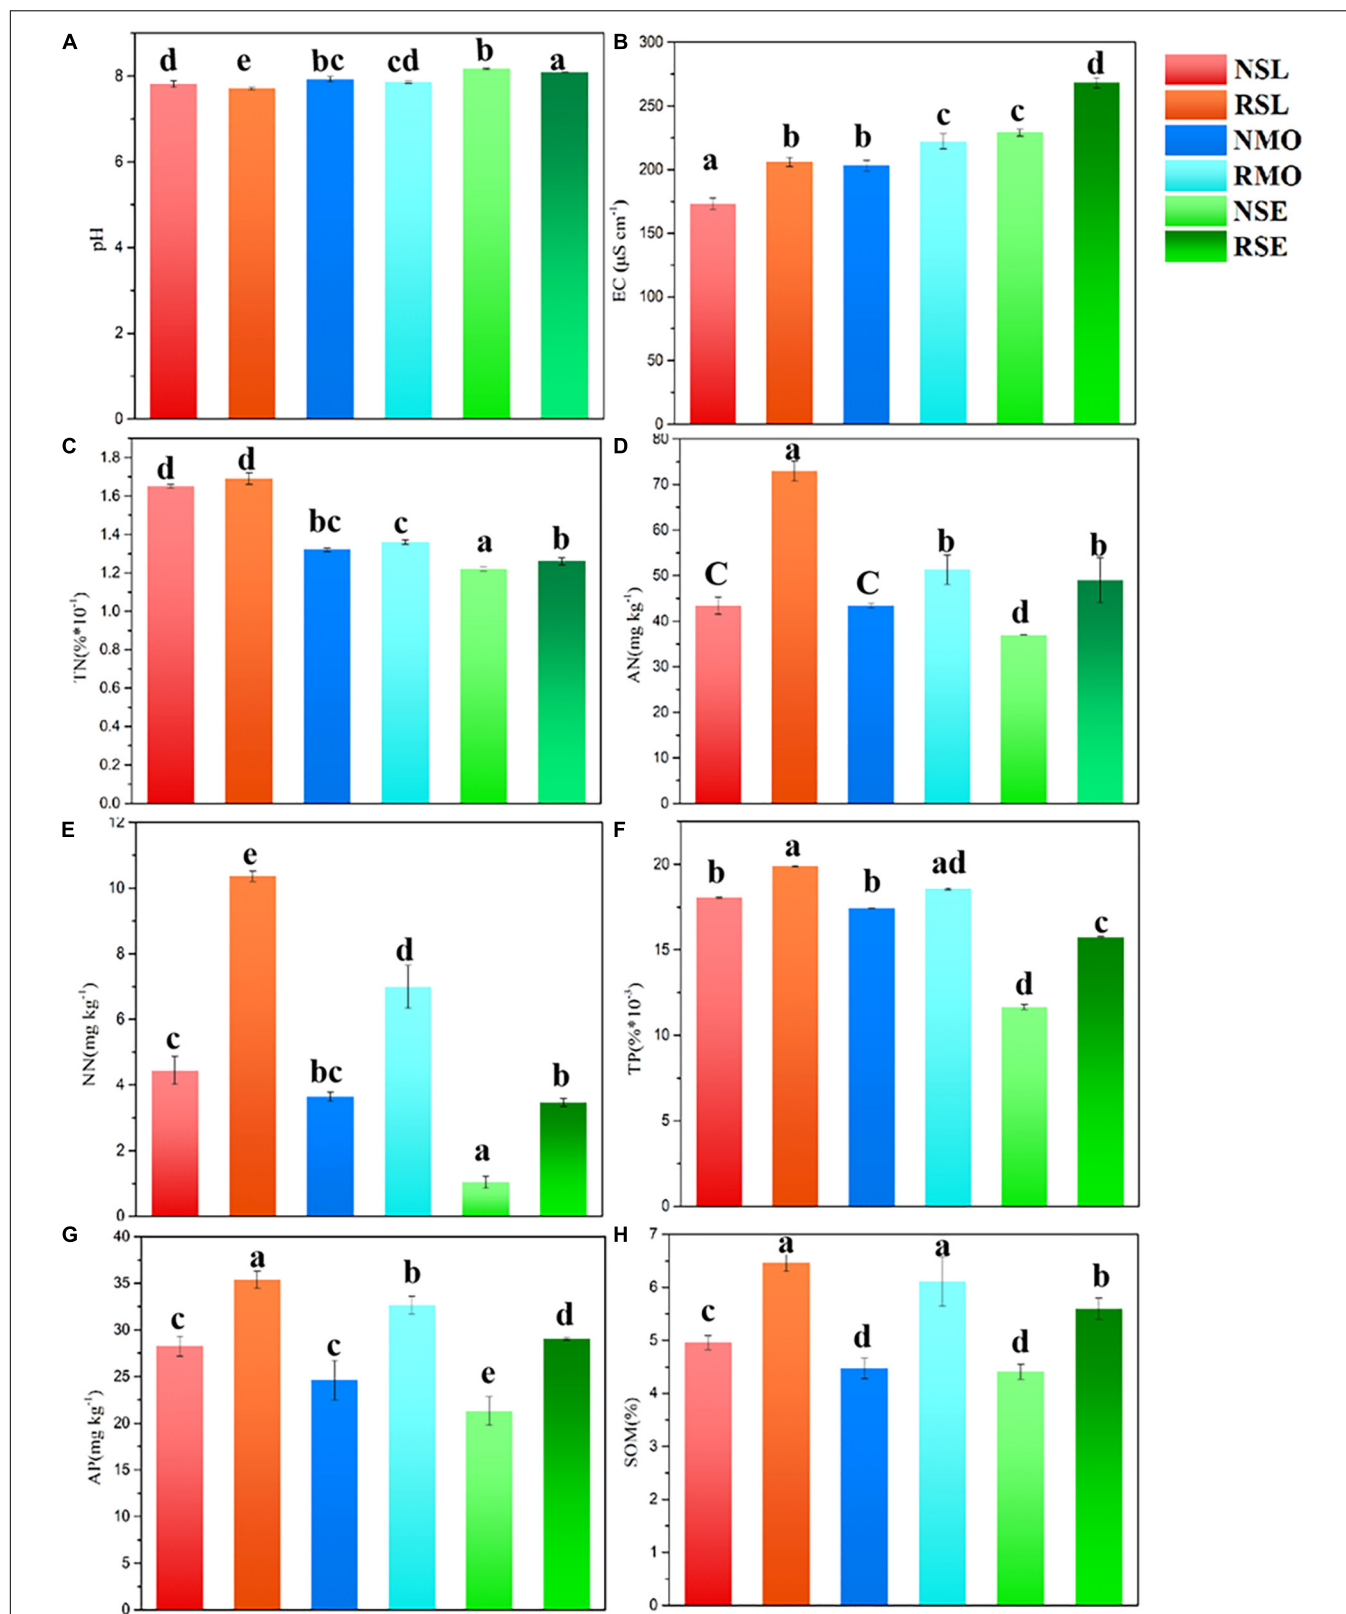 A
d e bc cd b a
8
6
4
2
0
pH
B
a b b c c d
300
250
200
150
100
50
0
EC (µS cm⁻¹)
NSL
RSL
NMO
RMO
NSE
RSE
C
d d bc c a b
1.8
1.6
1.4
1.2
1.0
0.8
0.6
0.4
0.2
0.0
TN(%*10⁻¹)
D
C a C b d b
80
70
60
50
40
30
20
10
0
AN(mg kg⁻¹)
E
c e bc d a b
12
10
8
6
4
2
0
NN(mg kg⁻¹)
F
b a b ad d c
20
15
10
5
0
TP(%*10⁻³)
G
c a c b e d
40
35
30
25
20
15
10
5
0
AP(mg kg⁻¹)
H
c a d a d b
7
6
5
4
3
2
1
0
SOM(%)